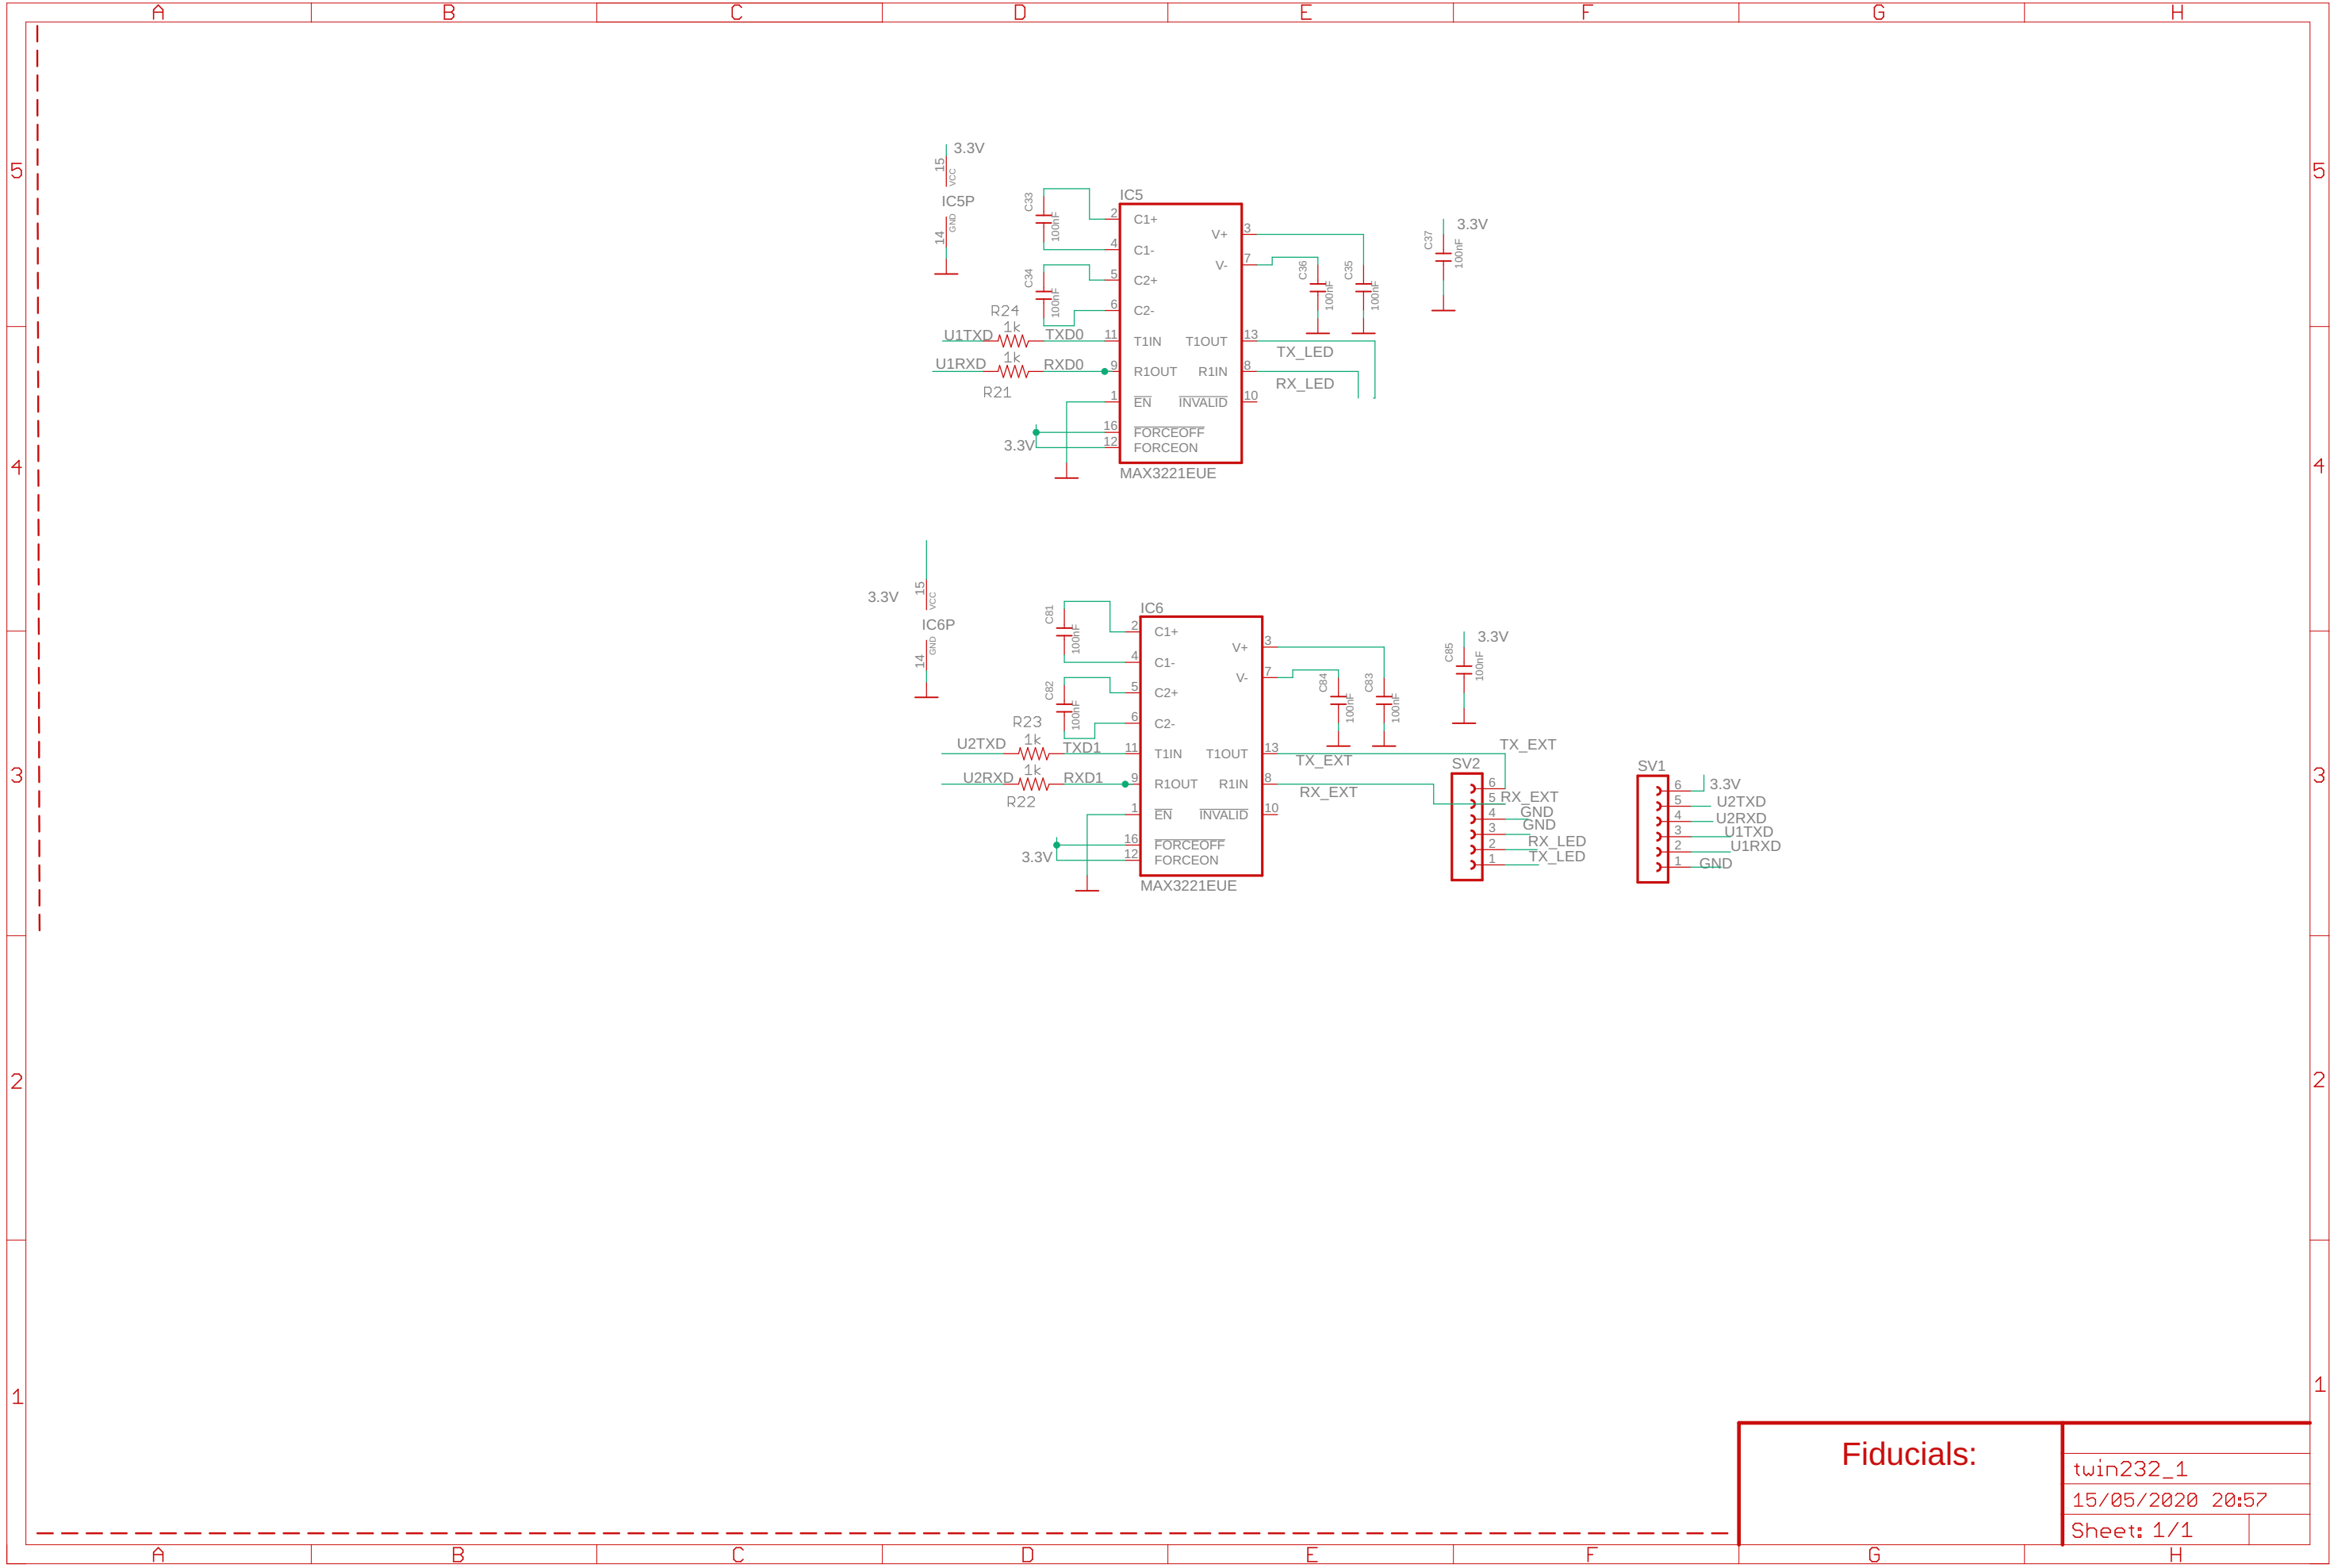 A B C D E F G H
5 5
3.3V
15
VCC
IC5P
14
GND
C33
100nF
C34
100nF
IC5
2 C1+
4 C1-
5 C2+
6 C2-
11 T1IN
9 R1OUT
1 EN
16 FORCEOFF
12 FORCEON
V+ 3
V- 7
T1OUT 13
R1IN 8
INVALID 10
MAX3221EUE
C36
100nF
C35
100nF
C37
100nF
3.3V
R24
1k
U1TXD TXD0
1k
U1RXD RXD0
R21
TX_LED
RX_LED
3.3V
4 4
3.3V
15
VCC
IC6P
14
GND
C81
100nF
C82
100nF
IC6
2 C1+
4 C1-
5 C2+
6 C2-
11 T1IN
9 R1OUT
1 EN
16 FORCEOFF
12 FORCEON
V+ 3
V- 7
T1OUT 13
R1IN 8
INVALID 10
MAX3221EUE
C84
100nF
C83
100nF
C85
100nF
3.3V
R23
1k
U2TXD TXD1
1k
U2RXD RXD1
R22
TX_EXT
RX_EXT
3.3V
3 3
TX_EXT
SV2
6
5 RX_EXT
4 GND
3 GND
2 RX_LED
1 TX_LED
SV1
6 3.3V
5 U2TXD
4 U2RXD
3 U1TXD
2 U1RXD
1 GND
2 2
1 1
Fiducials:
twin232_1
15/05/2020 20:57
Sheet: 1/1
A B C D E F G H